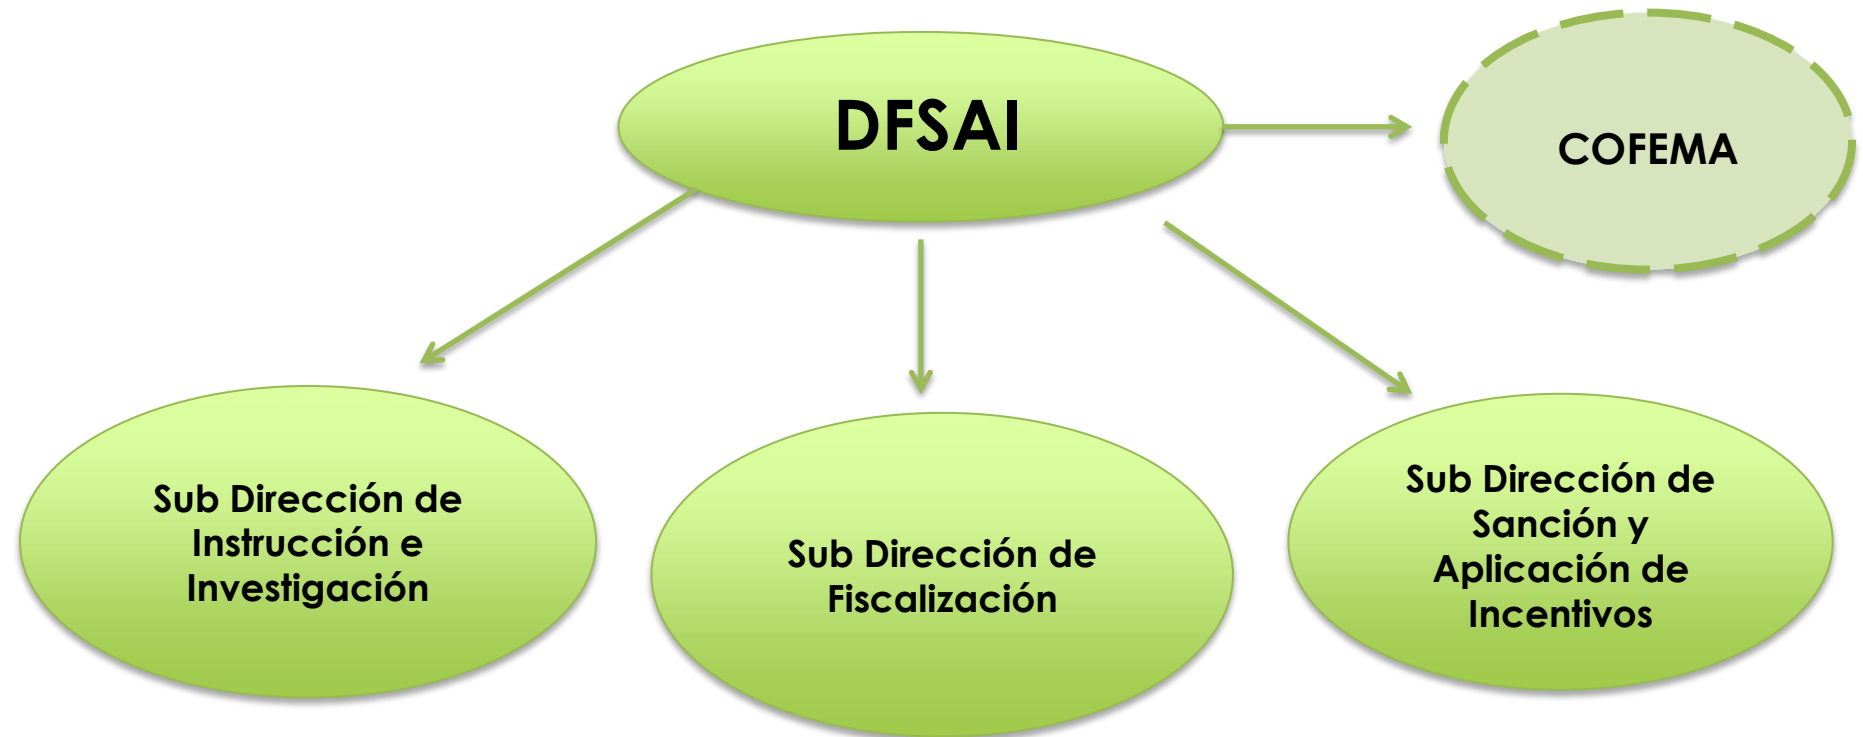 DFSAI
COFEMA
Sub Dirección de
Instrucción e
Investigación
Sub Dirección de
Fiscalización
Sub Dirección de
Sanción y
Aplicación de
Incentivos